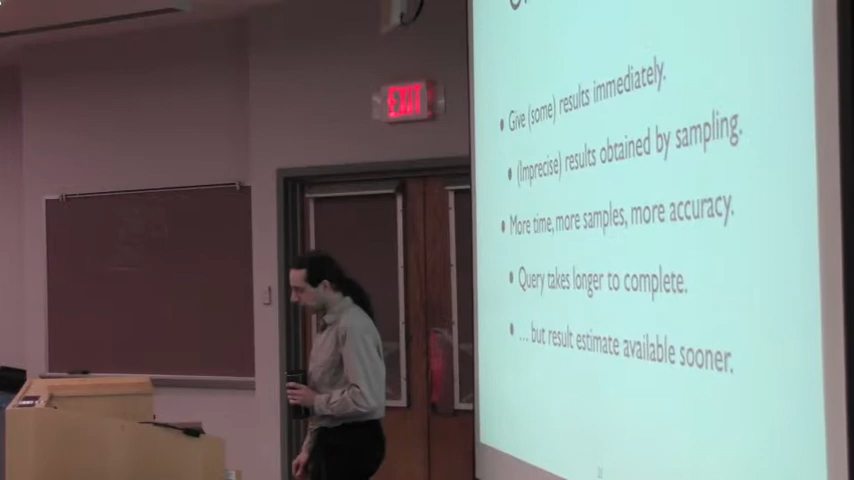 EXIT
• Give (some) results immediately.
• (Imprecise) results obtained by sampling.
• More time, more samples, more accuracy.
• Query takes longer to complete.
• … but result estimate available much sooner.